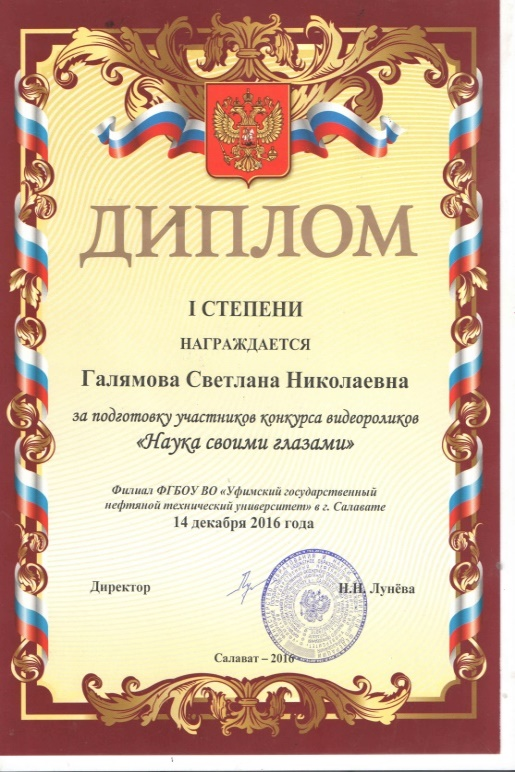 ДИПЛОМ
I СТЕПЕНИ
НАГРАЖДАЕТСЯ
Галямова Светлана Николаевна
за подготовку участников конкурса видеороликов
«Наука своими глазами»
Филиал ФГБОУ ВО «Уфимский государственный
нефтяной технический университет» в г. Салавате
14 декабря 2016 года
Директор Н.Н. Лунёва
Салават – 2016